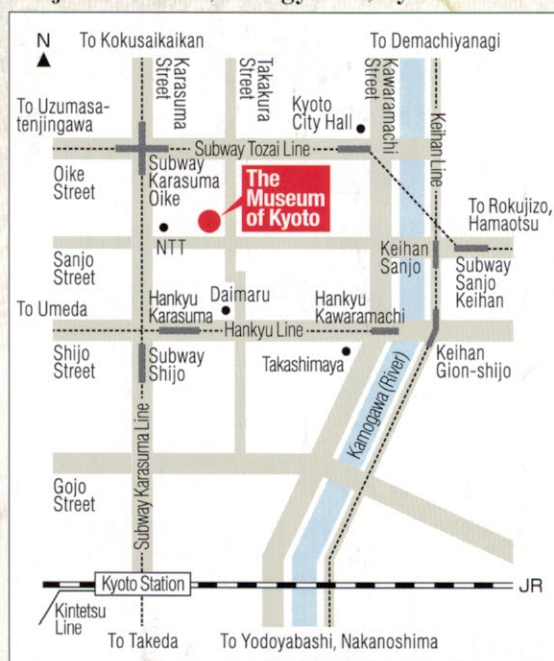 N
To Kokusaikaikan
To Demachiyanagi
Karasuma
Street
Takakura
Street
Kawaramachi
Street
To Uzumasa-
tenjingawa
Kyoto
City Hall
Keihan Line
Subway Tozai Line
Oike
Street
Subway
Karasuma
Oike
The
Museum
of Kyoto
To Rokujizo,
Hamaotsu
NTT
Keihan
Sanjo
Sanjo
Street
Subway
Sanjo
Keihan
Daimaru
To Umeda
Hankyu
Karasuma
Hankyu
Kawaramachi
Hankyu Line
Shijo
Street
Subway
Shijo
Takashimaya
Keihan
Gion-shijo
Kamogawa (River)
Subway Karasuma Line
Gojo
Street
Kyoto Station
JR
Kintetsu
Line
To Takeda
To Yodoyabashi, Nakanoshima